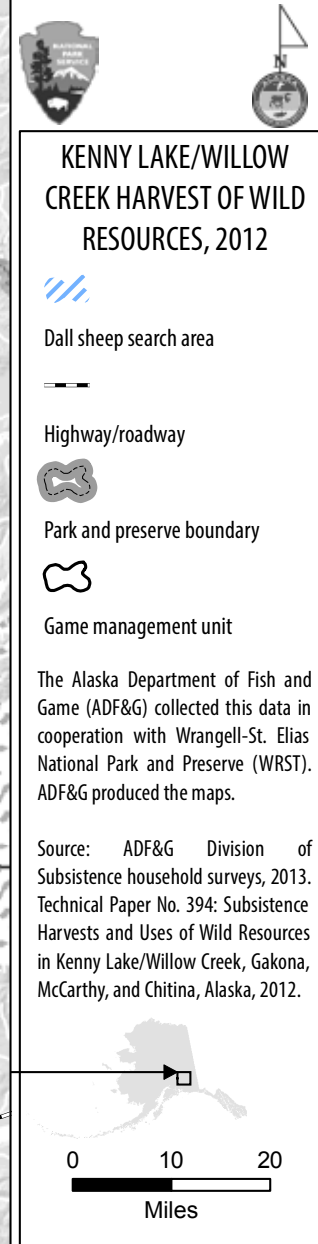 NATIONAL
PARK
SERVICE
N
KENNY LAKE/WILLOW
CREEK HARVEST OF WILD
RESOURCES, 2012
Dall sheep search area
Highway/roadway
Park and preserve boundary
Game management unit
The Alaska Department of Fish and
Game (ADF&G) collected this data in
cooperation with Wrangell-St. Elias
National Park and Preserve (WRST).
ADF&G produced the maps.
Source: ADF&G Division of
Subsistence household surveys, 2013.
Technical Paper No. 394: Subsistence
Harvests and Uses of Wild Resources
in Kenny Lake/Willow Creek, Gakona,
McCarthy, and Chitina, Alaska, 2012.
0 10 20
Miles